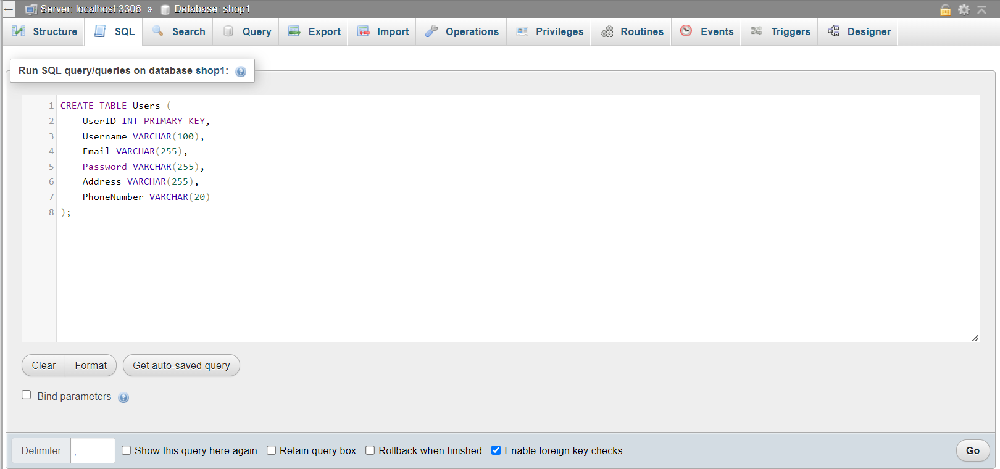 ← Server: localhost:3306 » Database: shop1
Structure SQL Search Query Export Import Operations Privileges Routines Events Triggers Designer
Run SQL query/queries on database shop1:
1 CREATE TABLE Users (
2 UserID INT PRIMARY KEY,
3 Username VARCHAR(100),
4 Email VARCHAR(255),
5 Password VARCHAR(255),
6 Address VARCHAR(255),
7 PhoneNumber VARCHAR(20)
8 );
Clear Format Get auto-saved query
Bind parameters
Delimiter ; Show this query here again Retain query box Rollback when finished Enable foreign key checks Go